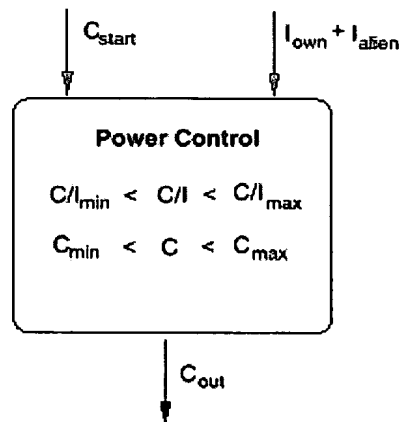 C_start
I_own + I_alien
Power Control
C/I_min < C/I < C/I_max
C_min < C < C_max
C_out